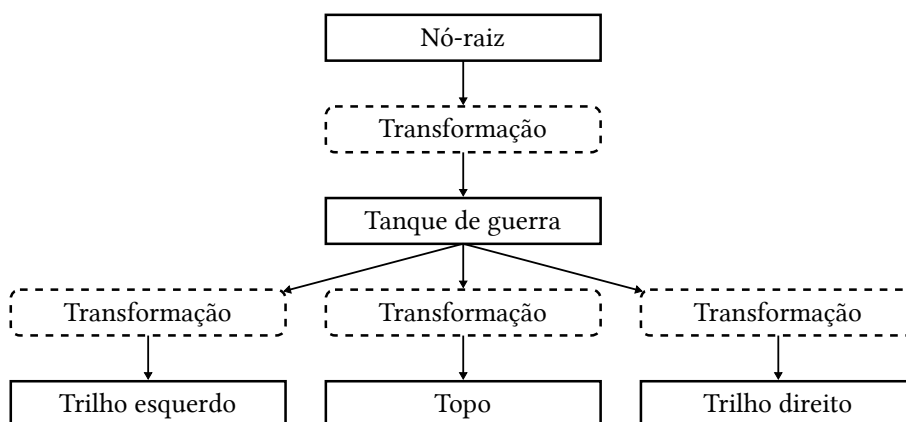 Nó-raiz
Transformação
Tanque de guerra
Transformação
Transformação
Transformação
Trilho esquerdo
Topo
Trilho direito